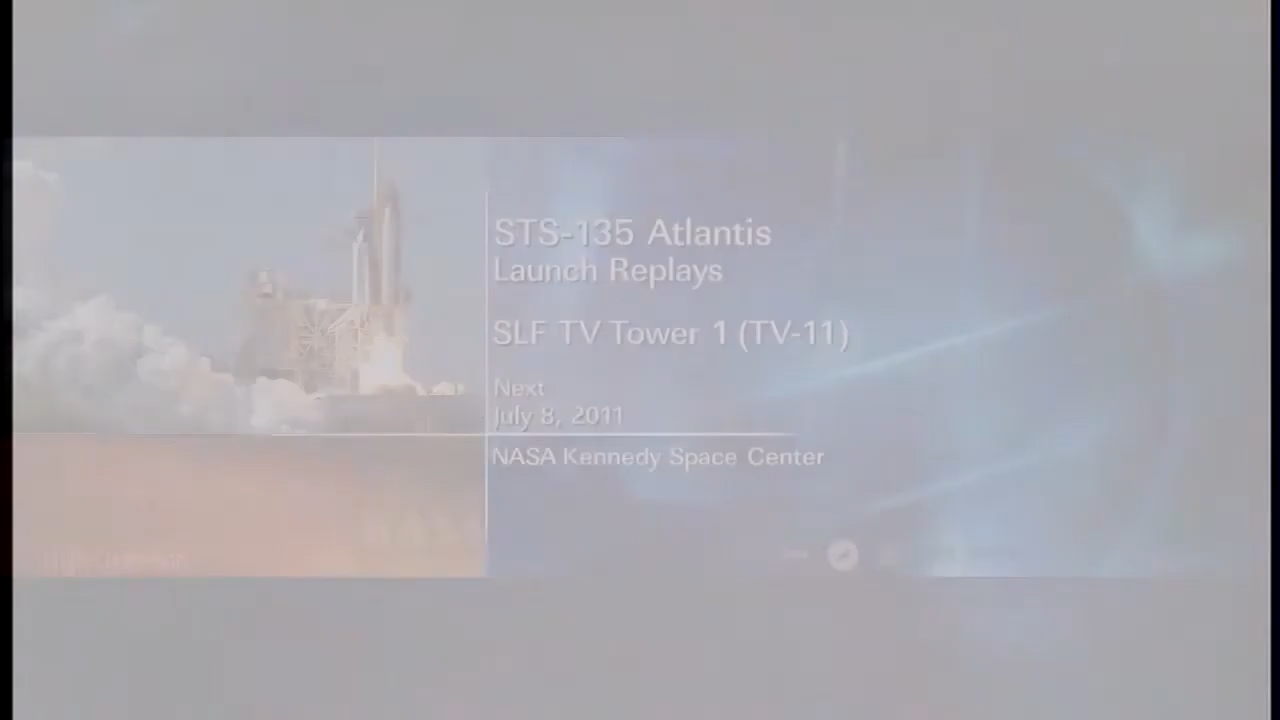 STS-135 Atlantis
Launch Replays
SLF TV Tower 1 (TV-11)
Next
July 8, 2011
NASA Kennedy Space Center